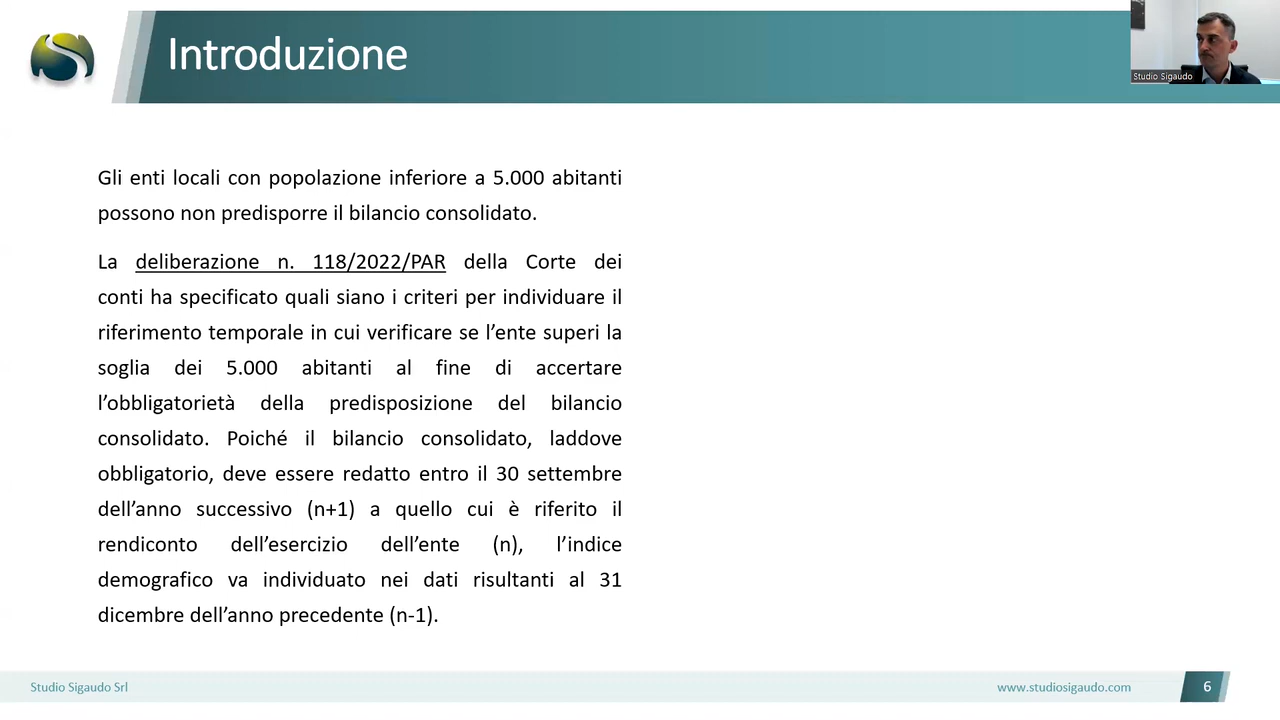 Introduzione
Studio Sigaudo
Gli enti locali con popolazione inferiore a 5.000 abitanti
possono non predisporre il bilancio consolidato.
La deliberazione n. 118/2022/PAR della Corte dei
conti ha specificato quali siano i criteri per individuare il
riferimento temporale in cui verificare se l’ente superi la
soglia dei 5.000 abitanti al fine di accertare
l’obbligatorietà della predisposizione del bilancio
consolidato. Poiché il bilancio consolidato, laddove
obbligatorio, deve essere redatto entro il 30 settembre
dell’anno successivo (n+1) a quello cui è riferito il
rendiconto dell’esercizio dell’ente (n), l’indice
demografico va individuato nei dati risultanti al 31
dicembre dell’anno precedente (n-1).
Studio Sigaudo Srl
www.studiosigaudo.com
6